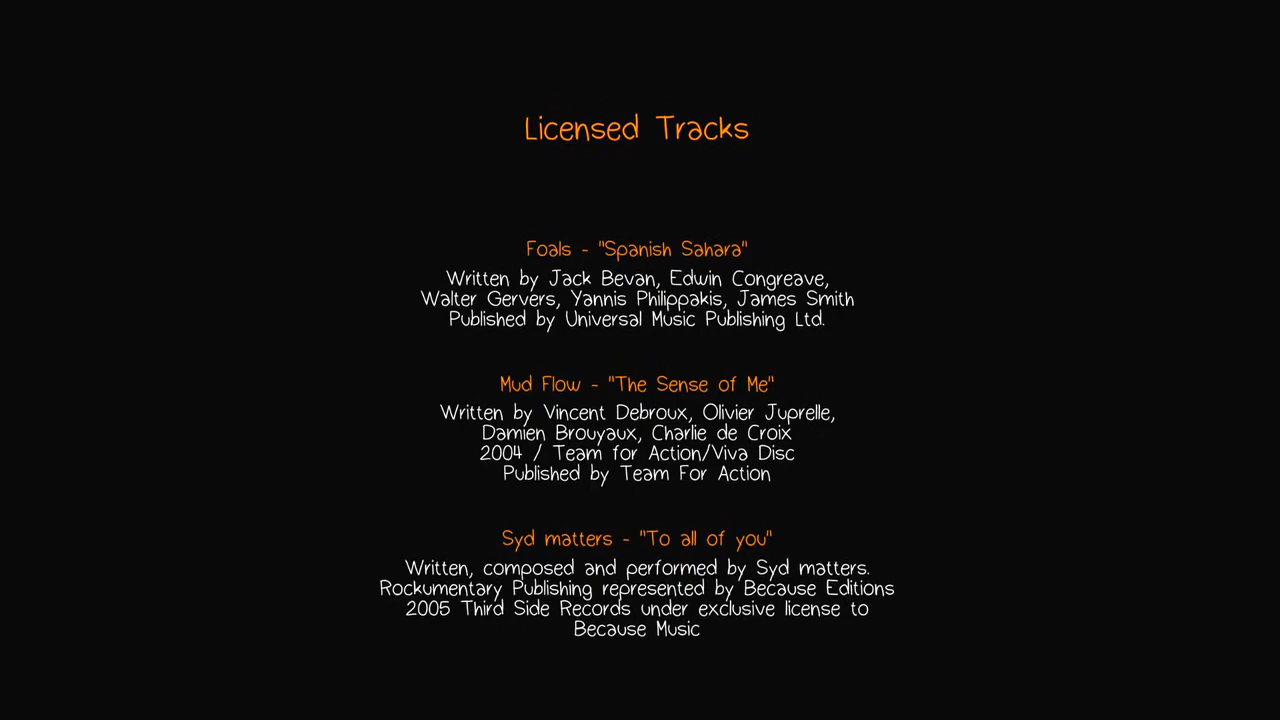 Licensed Tracks
Foals - "Spanish Sahara"
Written by Jack Bevan, Edwin Congreave,
Walter Gervers, Yannis Philippakis, James Smith
Published by Universal Music Publishing Ltd.
Mud Flow - "The Sense of Me"
Written by Vincent Debroux, Olivier Juprelle,
Damien Brouyaux, Charlie de Croix
2004 / Team for Action/Viva Disc
Published by Team For Action
Syd matters - "To all of you"
Written, composed and performed by Syd matters.
Rockumentary Publishing represented by Because Editions
2005 Third Side Records under exclusive license to
Because Music